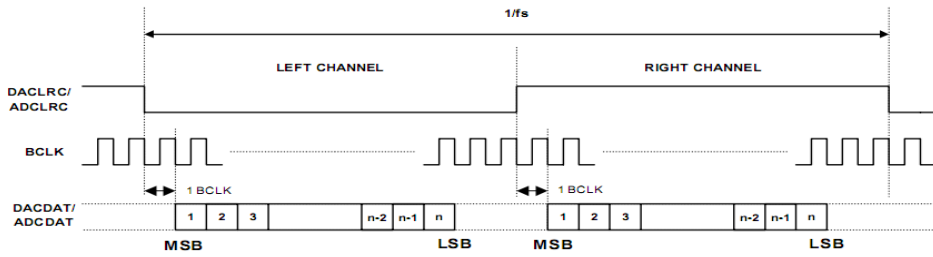 1/fs
LEFT CHANNEL
RIGHT CHANNEL
DACLRC/
ADCLRC
BCLK
1 BCLK
1 BCLK
DACDAT/
ADCDAT
1 2 3 n-2 n-1 n
1 2 3 n-2 n-1 n
MSB
LSB
MSB
LSB